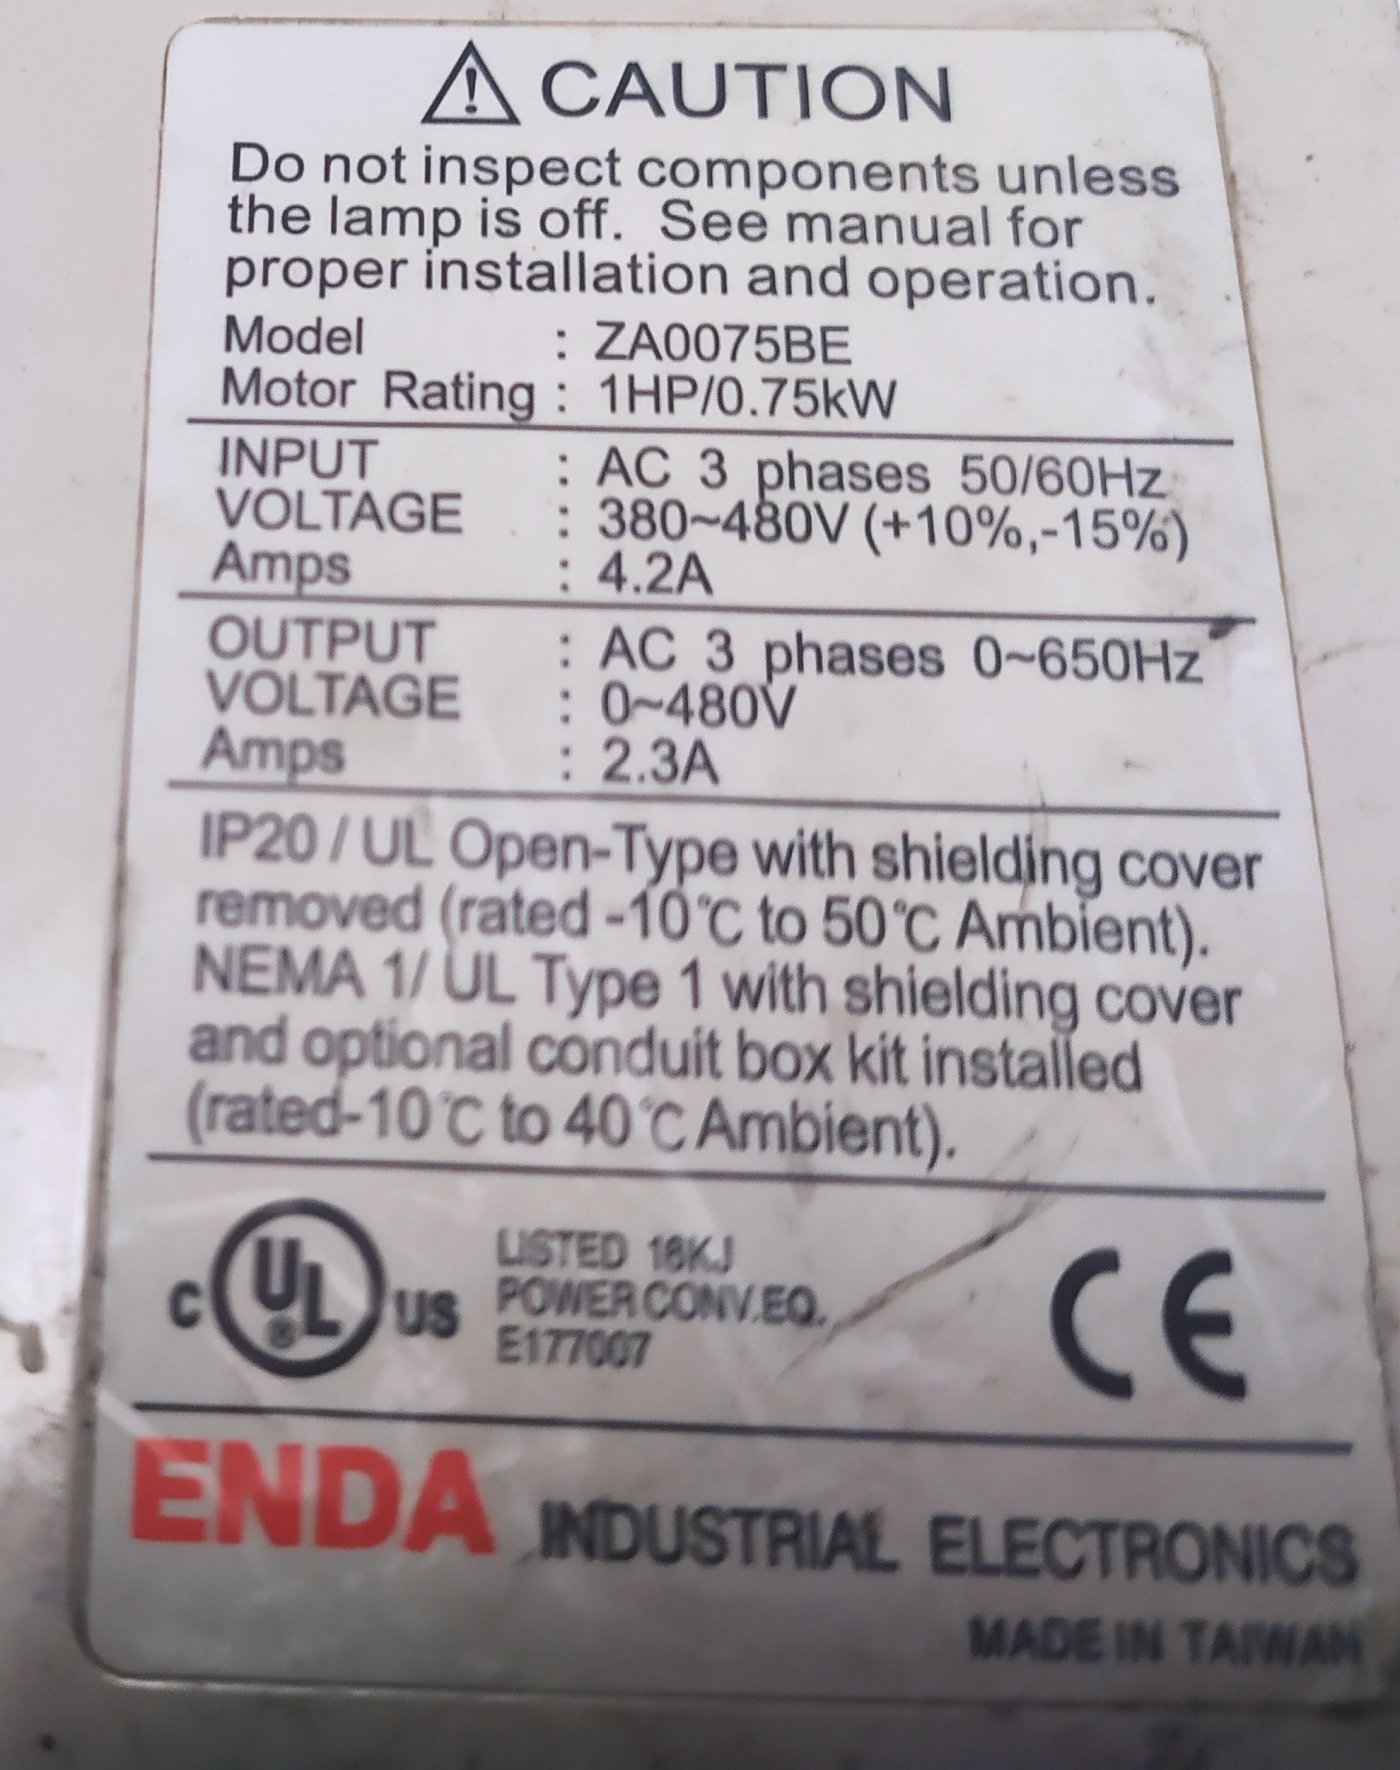 CAUTION
Do not inspect components unless
the lamp is off. See manual for
proper installation and operation.
Model : ZA0075BE
Motor Rating : 1HP/0.75kW
INPUT : AC 3 phases 50/60Hz
VOLTAGE : 380~480V (+10%,-15%)
Amps : 4.2A
OUTPUT : AC 3 phases 0~650Hz
VOLTAGE : 0~480V
Amps : 2.3A
IP20 / UL Open-Type with shielding cover
removed (rated -10℃ to 50℃ Ambient).
NEMA 1/ UL Type 1 with shielding cover
and optional conduit box kit installed
(rated-10℃ to 40℃ Ambient).
C UL ® US
LISTED 18KJ
POWER CONV.EQ.
E177007
CE
ENDA INDUSTRIAL ELECTRONICS
MADE IN TAIWAN